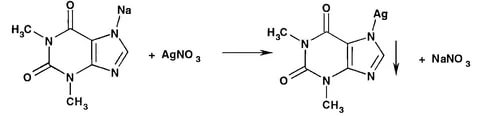 O Na
H₃C N N
O N N
CH₃
+ AgNO₃
O Ag
H₃C N N
O N N
CH₃
+ NaNO₃